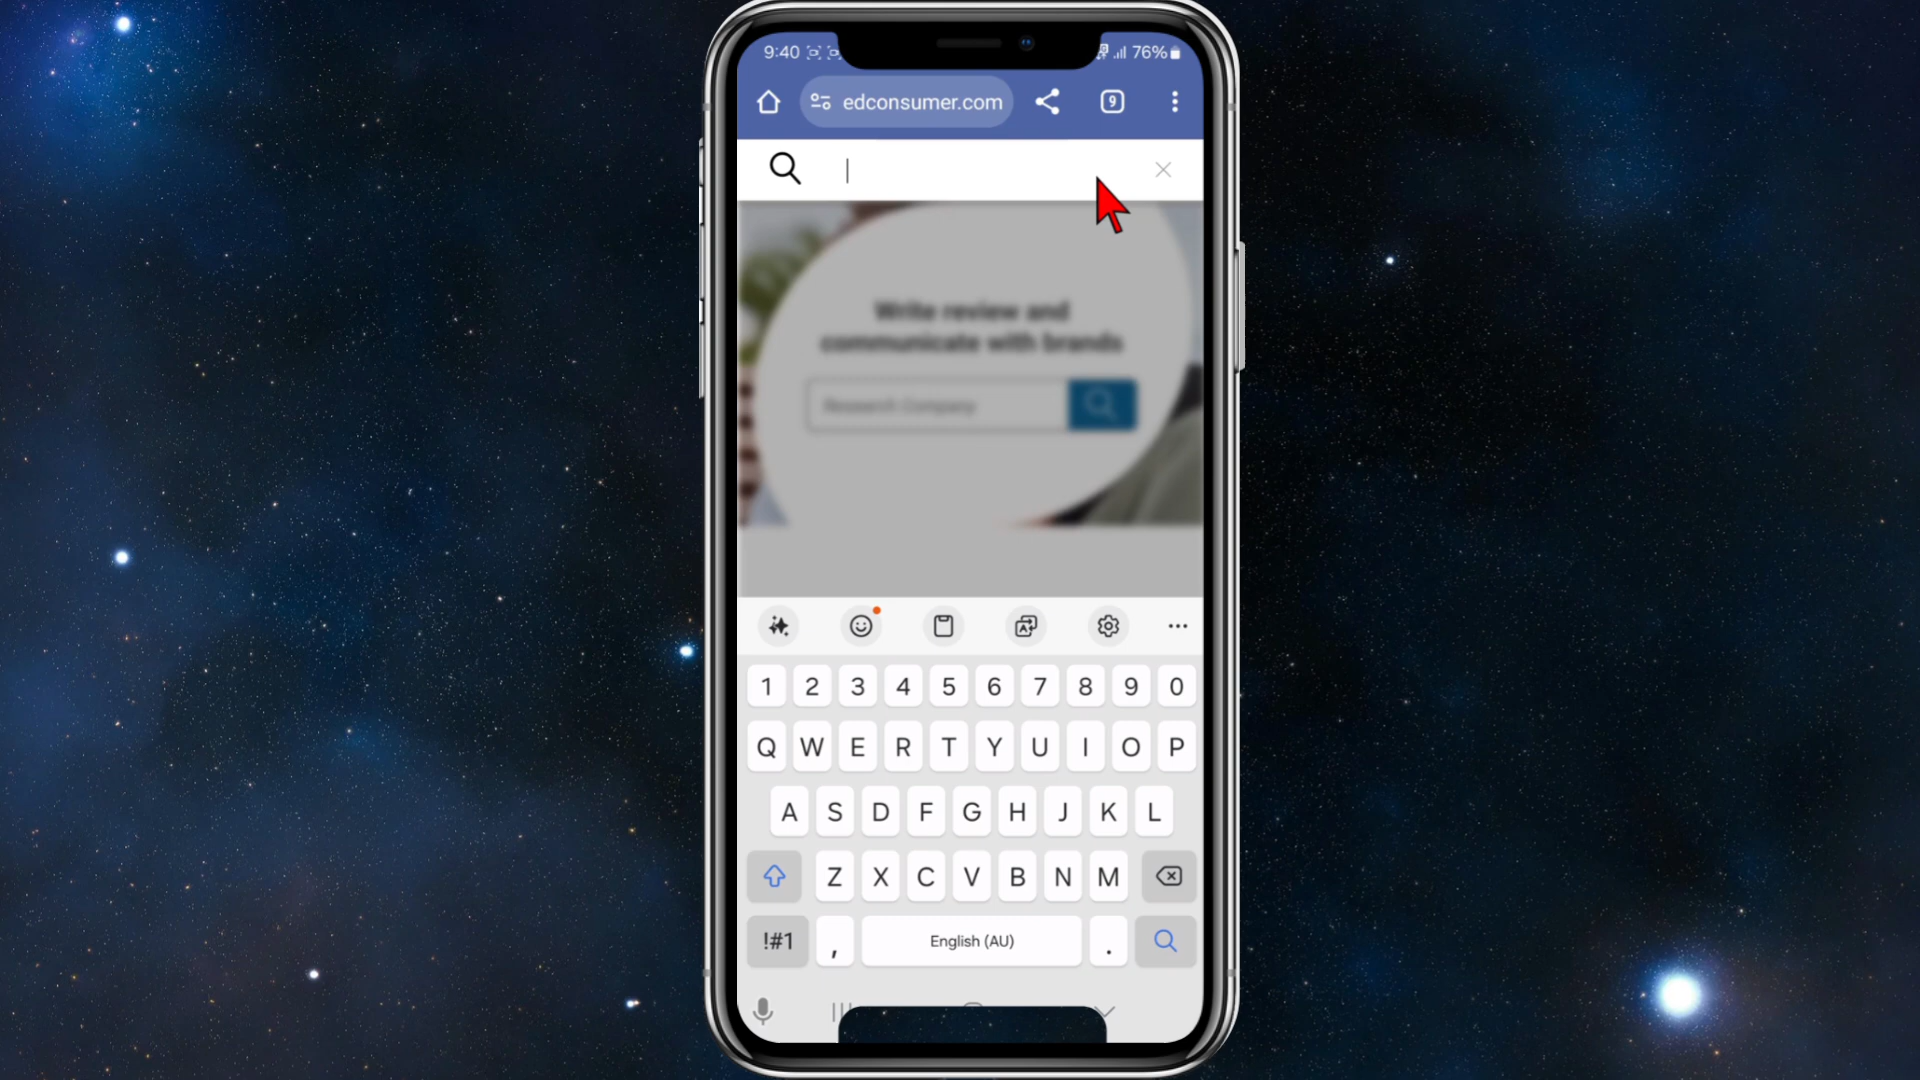 9:40 76%
edconsumer.com 9
Write review and
communicate with brands
Research Company
1 2 3 4 5 6 7 8 9 0
Q W E R T Y U I O P
A S D F G H J K L
Z X C V B N M
!#1 , English (AU) .